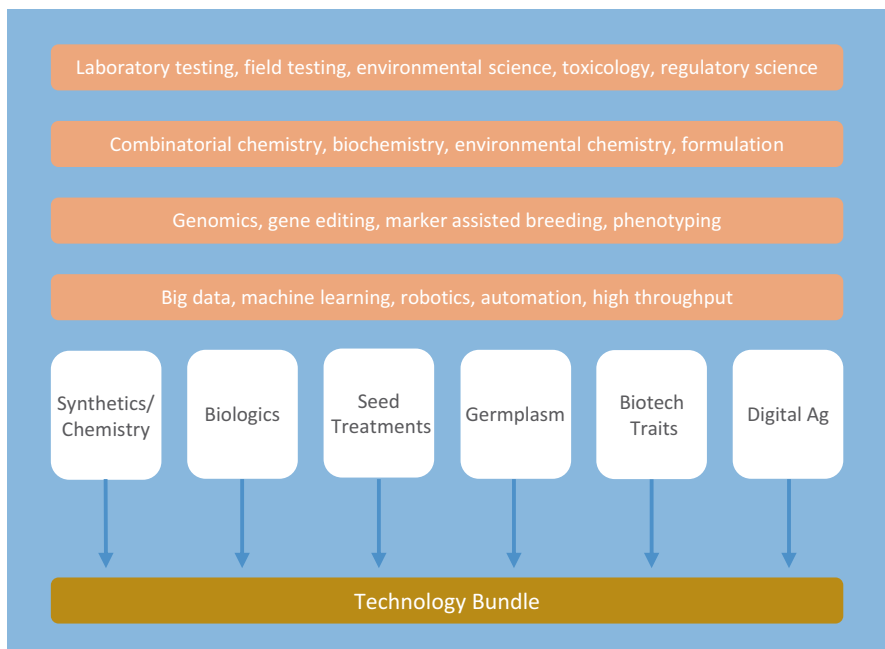 Laboratory testing, field testing, environmental science, toxicology, regulatory science
Combinatorial chemistry, biochemistry, environmental chemistry, formulation
Genomics, gene editing, marker assisted breeding, phenotyping
Big data, machine learning, robotics, automation, high throughput
Synthetics/
Chemistry
Biologics
Seed
Treatments
Germplasm
Biotech
Traits
Digital Ag
Technology Bundle